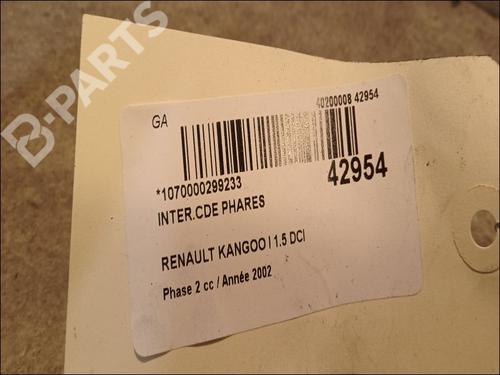 B-PARTS
GA
40200008 42954
*1070000299233
42954
INTER.CDE PHARES
RENAULT KANGOO I 1.5 DCI
Phase 2 cc / Année 2002